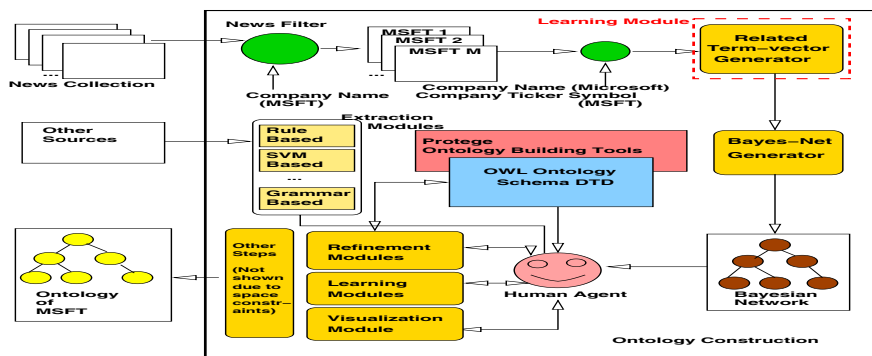 News Filter
Learning Module
MSFT 1
MSFT 2
MSFT M
...
Related
Term-vector
Generator
...
News Collection
Company Name
(MSFT)
Company Name (Microsoft)
Company Ticker Symbol
(MSFT)
Extraction
Modules
Other
Sources
Rule
Based
SVM
Based
...
Grammar
Based
Protege
Ontology Building Tools
OWL Ontology
Schema DTD
Bayes-Net
Generator
Other
Steps
(Not
shown
due to
space
constr-
aints)
Refinement
Modules
Learning
Modules
Visualization
Module
Human Agent
Bayesian
Network
Ontology
of
MSFT
Ontology Construction